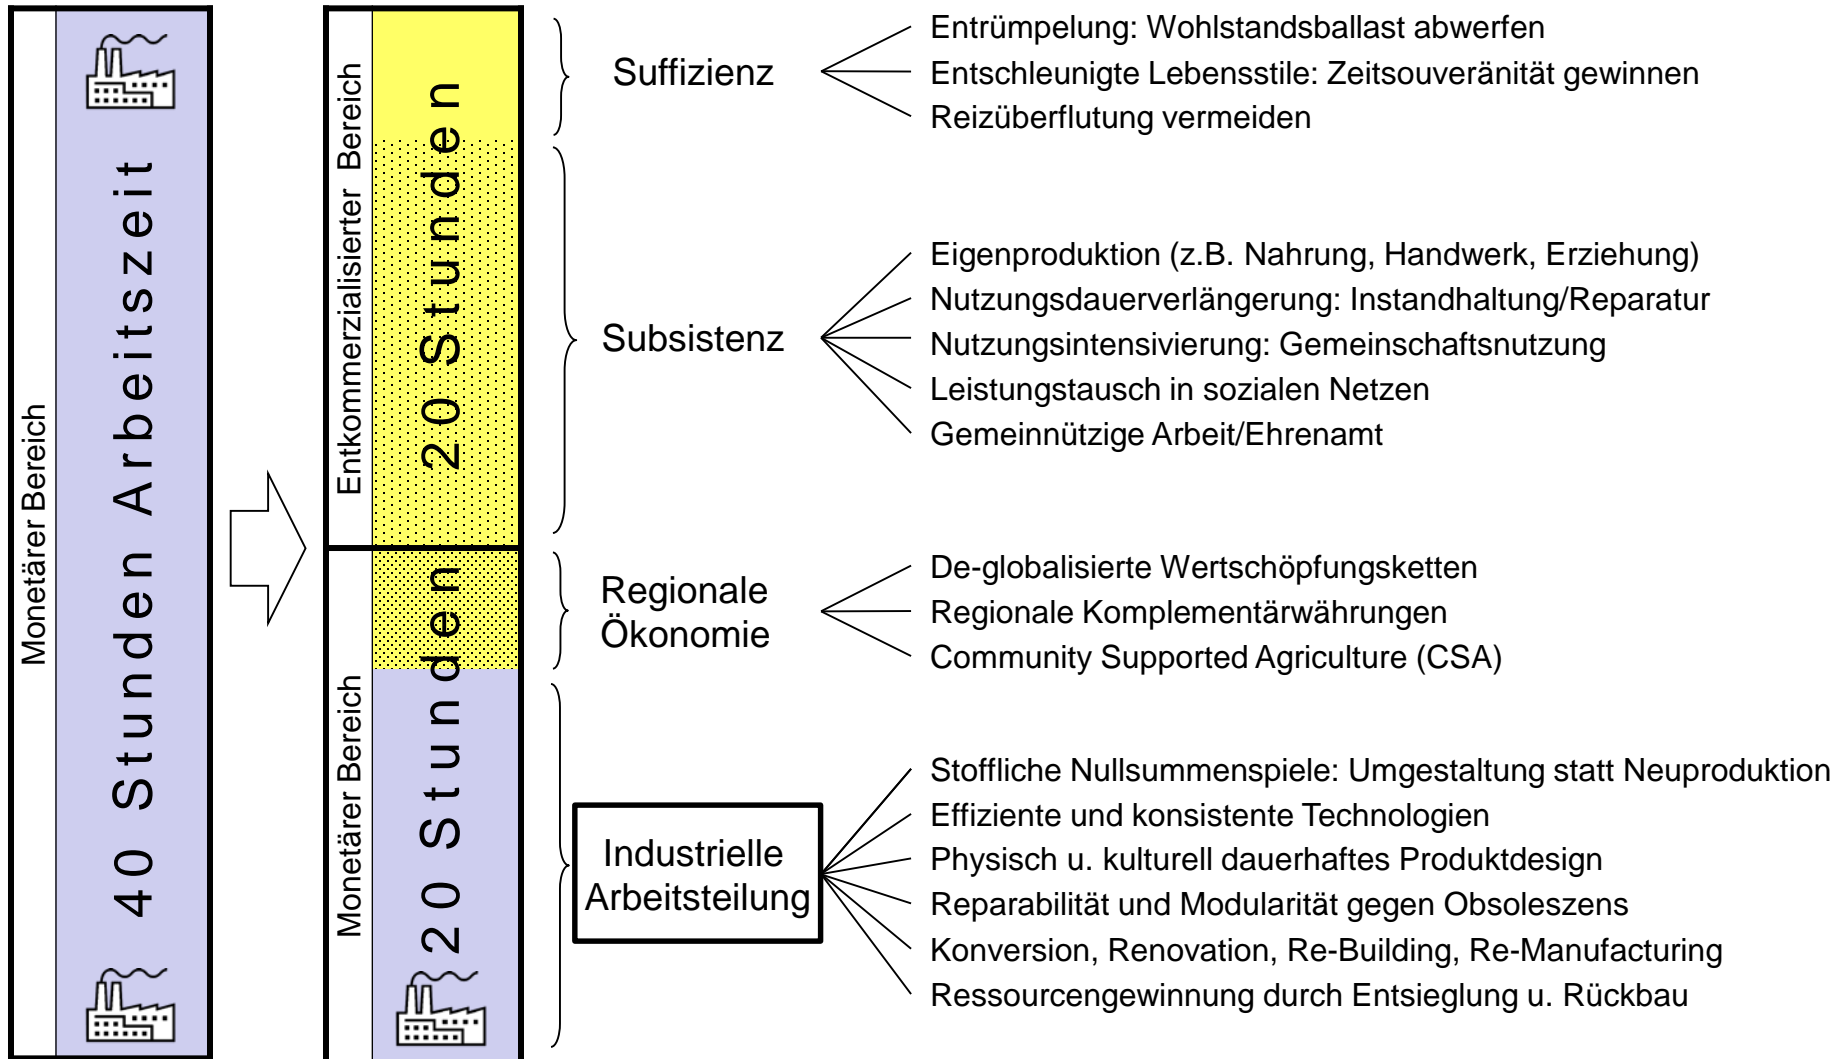 Monetärer Bereich
40 Stunden Arbeitszeit
Entkommerzialisierter Bereich
20 Stunden
Monetärer Bereich
20 Stunden
Suffizienz
Entrümpelung: Wohlstandsballast abwerfen
Entschleunigte Lebensstile: Zeitsouveränität gewinnen
Reizüberflutung vermeiden
Subsistenz
Eigenproduktion (z.B. Nahrung, Handwerk, Erziehung)
Nutzungsdauerverlängerung: Instandhaltung/Reparatur
Nutzungsintensivierung: Gemeinschaftsnutzung
Leistungstausch in sozialen Netzen
Gemeinnützige Arbeit/Ehrenamt
Regionale
Ökonomie
De-globalisierte Wertschöpfungsketten
Regionale Komplementärwährungen
Community Supported Agriculture (CSA)
Industrielle
Arbeitsteilung
Stoffliche Nullsummenspiele: Umgestaltung statt Neuproduktion
Effiziente und konsistente Technologien
Physisch u. kulturell dauerhaftes Produktdesign
Reparabilität und Modularität gegen Obsoleszens
Konversion, Renovation, Re-Building, Re-Manufacturing
Ressourcengewinnung durch Entsieglung u. Rückbau